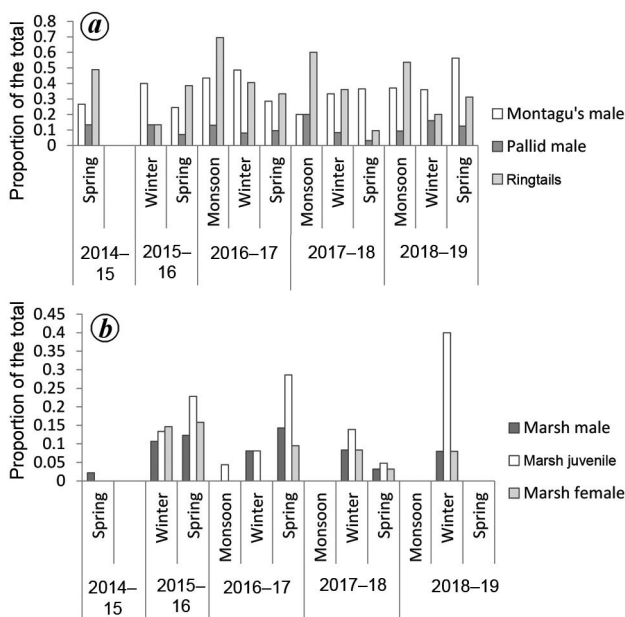 a
Proportion of the total
0.8
0.7
0.6
0.5
0.4
0.3
0.2
0.1
0
Spring
Winter
Spring
Monsoon
Winter
Spring
Monsoon
Winter
Spring
Monsoon
Winter
Spring
2014–
15
2015–
16
2016–17
2017–18
2018–19
Montagu's male
Pallid male
Ringtails
b
Proportion of the total
0.45
0.4
0.35
0.3
0.25
0.2
0.15
0.1
0.05
0
Spring
Winter
Spring
Monsoon
Winter
Spring
Monsoon
Winter
Spring
Monsoon
Winter
Spring
2014–
15
2015–
16
2016–17
2017–18
2018–19
Marsh male
Marsh juvenile
Marsh female